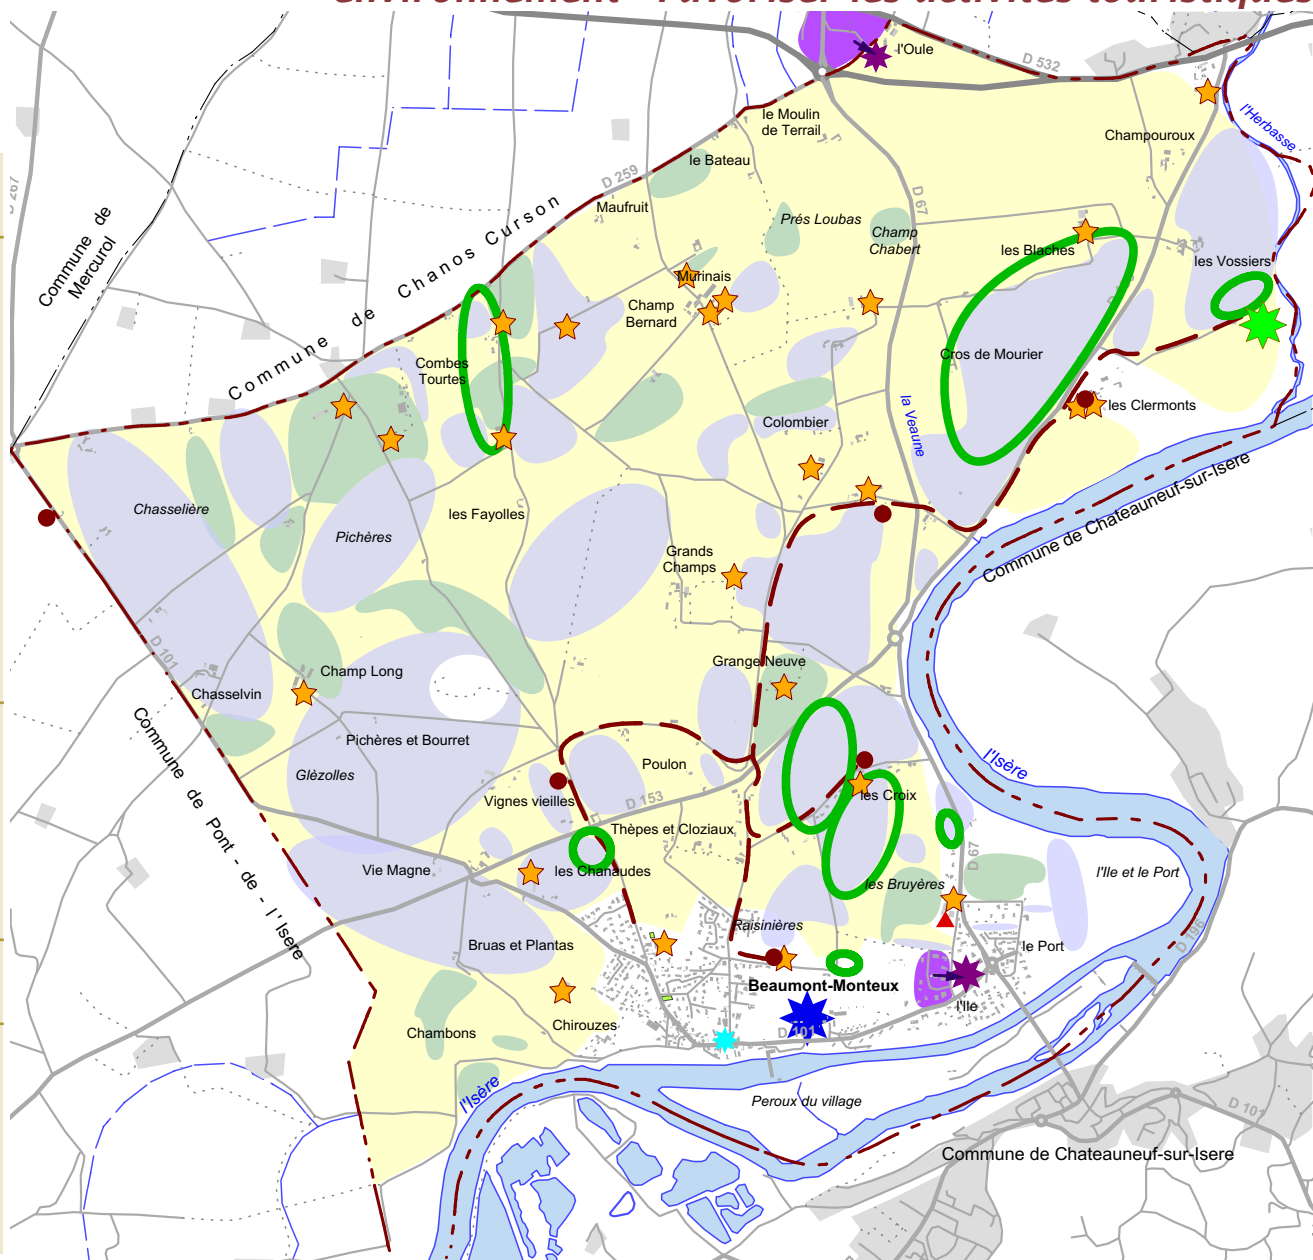 l'Oule
D 532
l'Herbasse
le Moulin
de Terrail
Champouroux
le Bateau
D 259
D 267
Maufruit
D 67
Prés Loubas
Champ
Chabert
les Blaches
les Vossiers
Commune de
Mercurol
Commune de Chanos Curson
Murinais
Champ
Bernard
Combes
Tourtes
Cros de Mourier
les Clermonts
Colombier
la Veaune
Chasselière
les Fayolles
Pichères
Grands
Champs
Commune de Chateauneuf-sur-Isère
D 101
Grange Neuve
Champ Long
Chasselvin
Pichères et Bourret
Glèzolles
Poulon
l'Isère
Commune de Pont-de-l'Isere
Vignes vieilles
D 153
les Croix
Thèpes et Cloziaux
D 67
Vie Magne
les Chanaudes
les Bruyères
l'Ile et le Port
Raisinières
Bruas et Plantas
le Port
D 196
Beaumont-Monteux
l'Ile
Chirouzes
Chambons
D 101
l'Isère
Peroux du village
D 101
Commune de Chateauneuf-sur-Isere